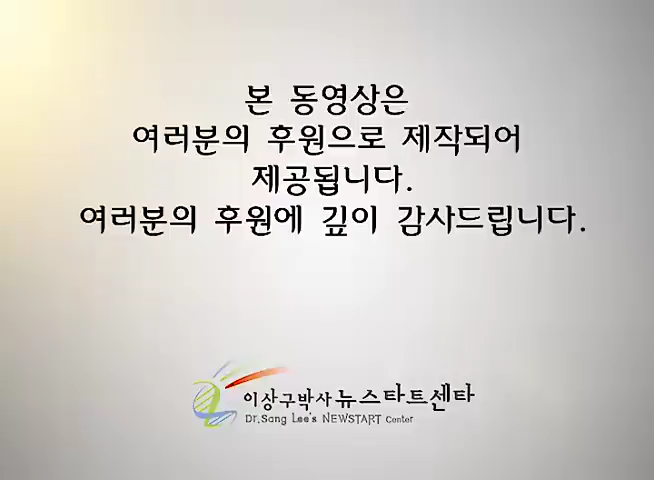 본 동영상은
여러분의 후원으로 제작되어
제공됩니다.
여러분의 후원에 깊이 감사드립니다.
이상구박사 뉴스타트센타
Dr.Sang Lee's NEWSTART Center